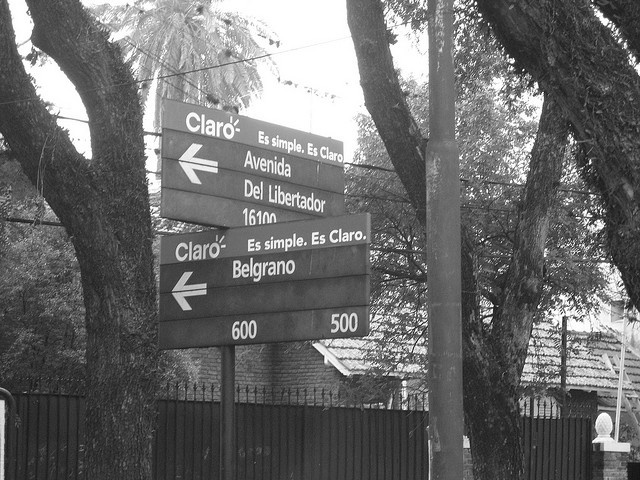 Claro Es simple. Es Claro
Avenida
Del Libertador
16100
Claro Es simple. Es Claro.
Belgrano
600 500